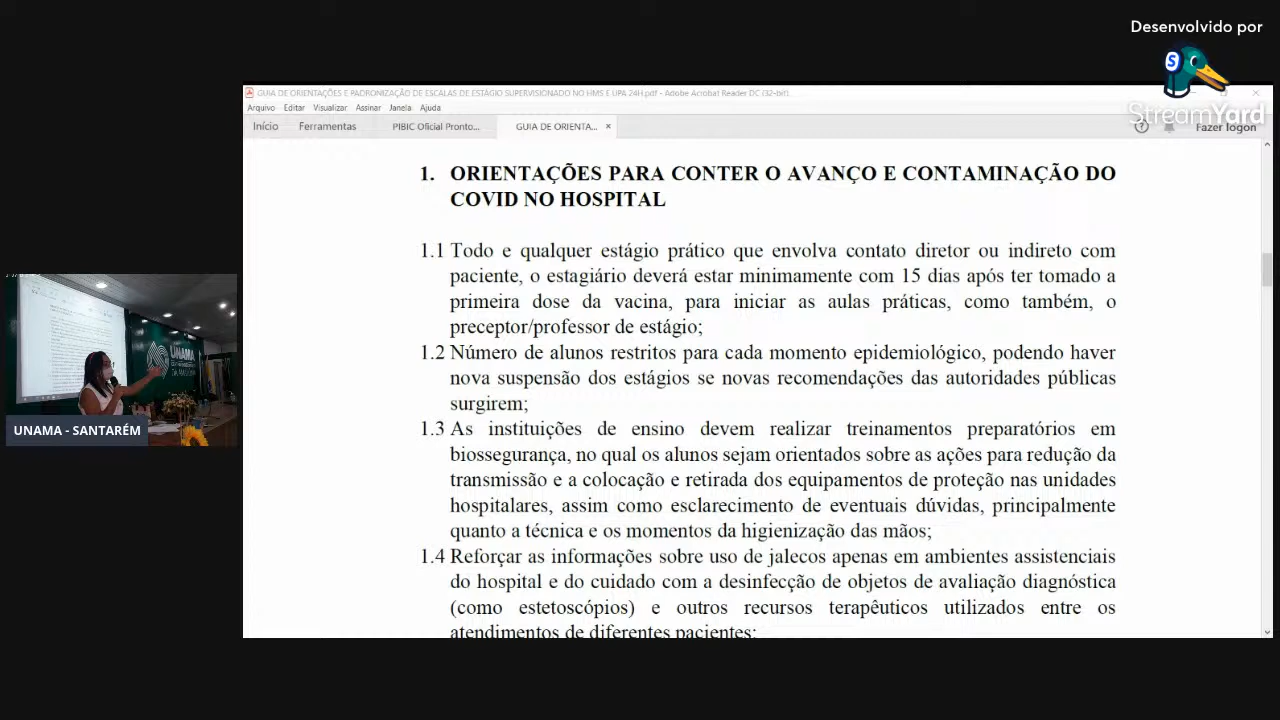 Desenvolvido por
StreamYard
GUIA DE ORIENTAÇÕES E PADRONIZAÇÃO DE ESCALAS DE ESTÁGIO SUPERVISIONADO NO HMS E UPA 24H.pdf - Adobe Acrobat Reader DC (32-bit)
Arquivo Editar Visualizar Assinar Janela Ajuda
Início Ferramentas PIBIC Oficial Pronto... GUIA DE ORIENTA... × Fazer logon
1. ORIENTAÇÕES PARA CONTER O AVANÇO E CONTAMINAÇÃO DO
COVID NO HOSPITAL
1.1 Todo e qualquer estágio prático que envolva contato diretor ou indireto com
paciente, o estagiário deverá estar minimamente com 15 dias após ter tomado a
primeira dose da vacina, para iniciar as aulas práticas, como também, o
preceptor/professor de estágio;
1.2 Número de alunos restritos para cada momento epidemiológico, podendo haver
nova suspensão dos estágios se novas recomendações das autoridades públicas
surgirem;
1.3 As instituições de ensino devem realizar treinamentos preparatórios em
biossegurança, no qual os alunos sejam orientados sobre as ações para redução da
transmissão e a colocação e retirada dos equipamentos de proteção nas unidades
hospitalares, assim como esclarecimento de eventuais dúvidas, principalmente
quanto a técnica e os momentos da higienização das mãos;
1.4 Reforçar as informações sobre uso de jalecos apenas em ambientes assistenciais
do hospital e do cuidado com a desinfecção de objetos de avaliação diagnóstica
(como estetoscópios) e outros recursos terapêuticos utilizados entre os
atendimentos de diferentes pacientes;
UNAMA
UNAMA - SANTARÉM